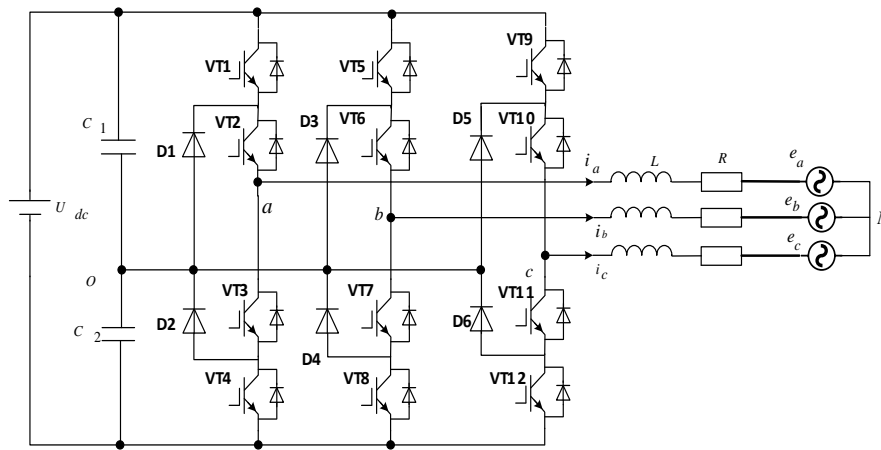 VT1
VT5
VT9
C 1
D1
VT2
D3
VT6
D5
VT10
i a
L
R
e a
U dc
a
b
i b
e b
O
c
i c
e c
C 2
D2
VT3
D4
VT7
D6
VT11
VT4
VT8
VT12